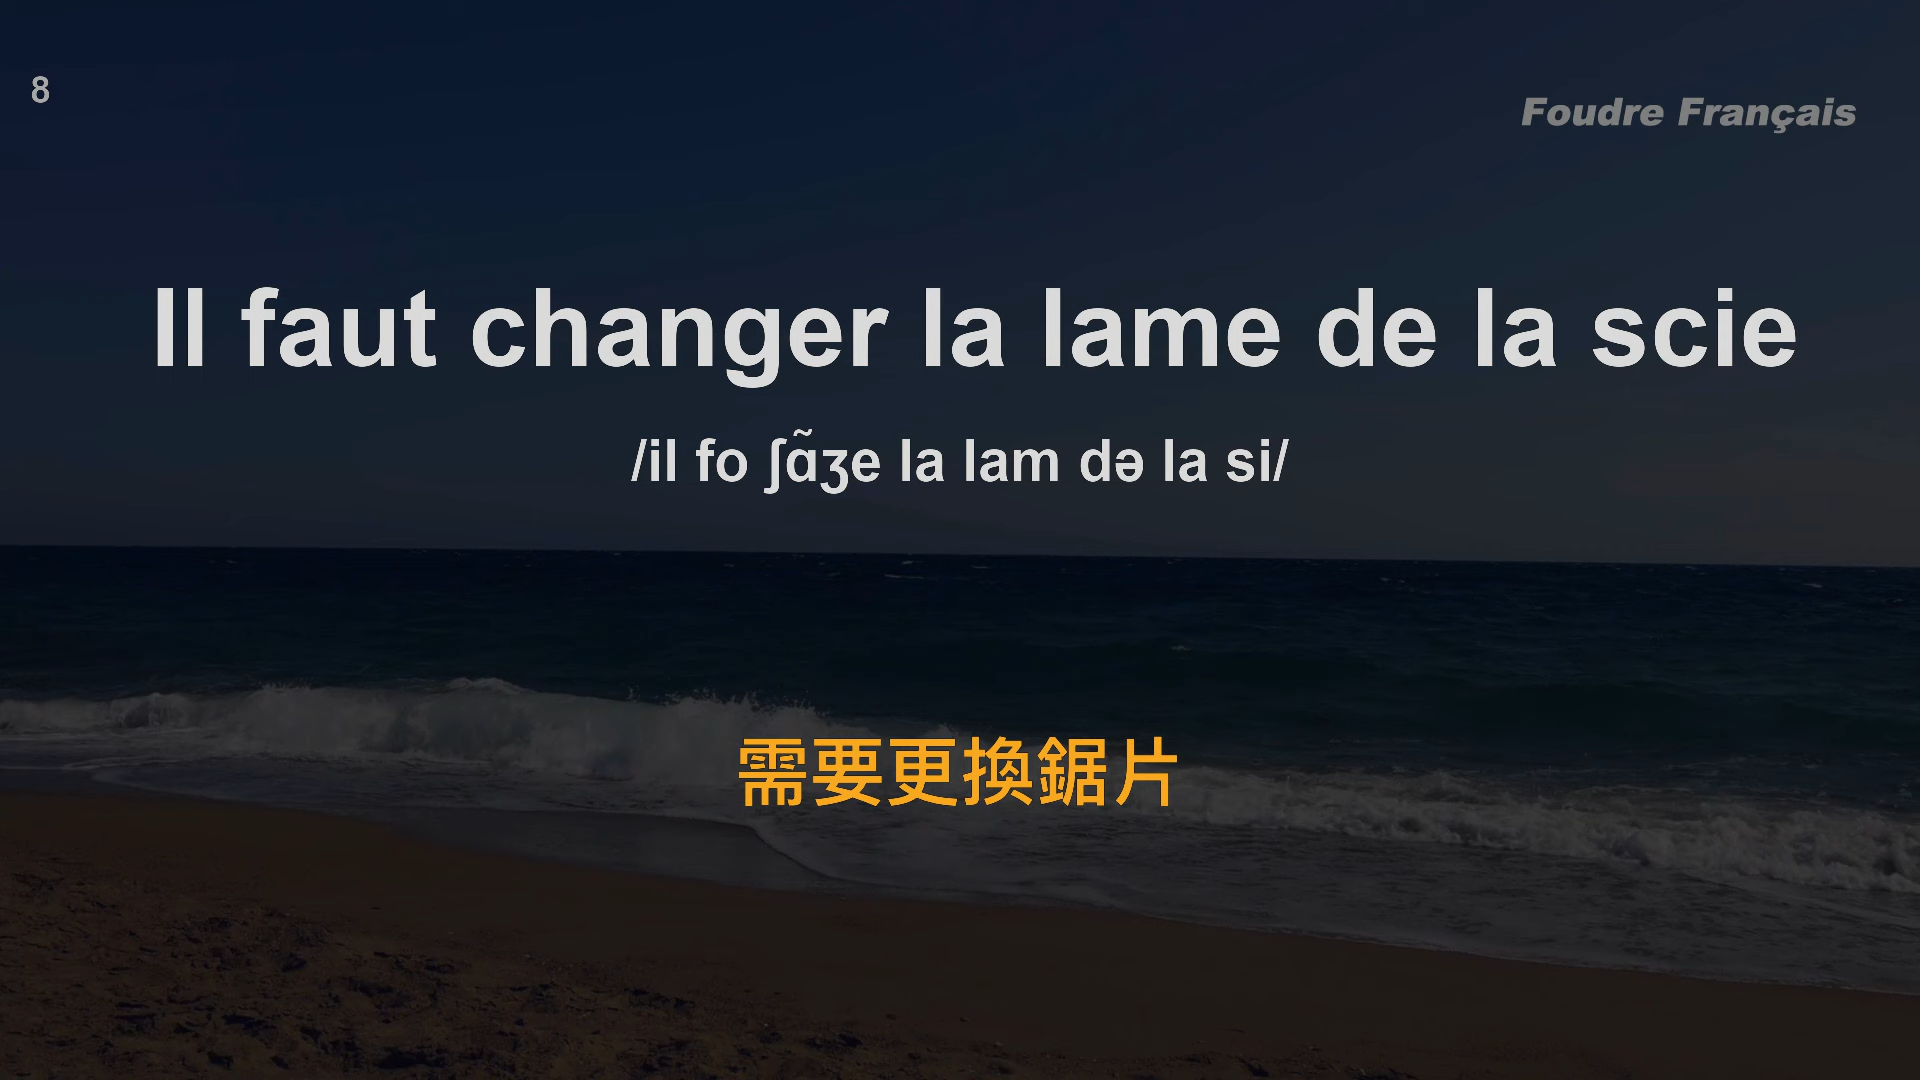 8
Foudre Français
Il faut changer la lame de la scie
/il fo ʃɑ̃ʒe la lam də la si/
需要更換鋸片